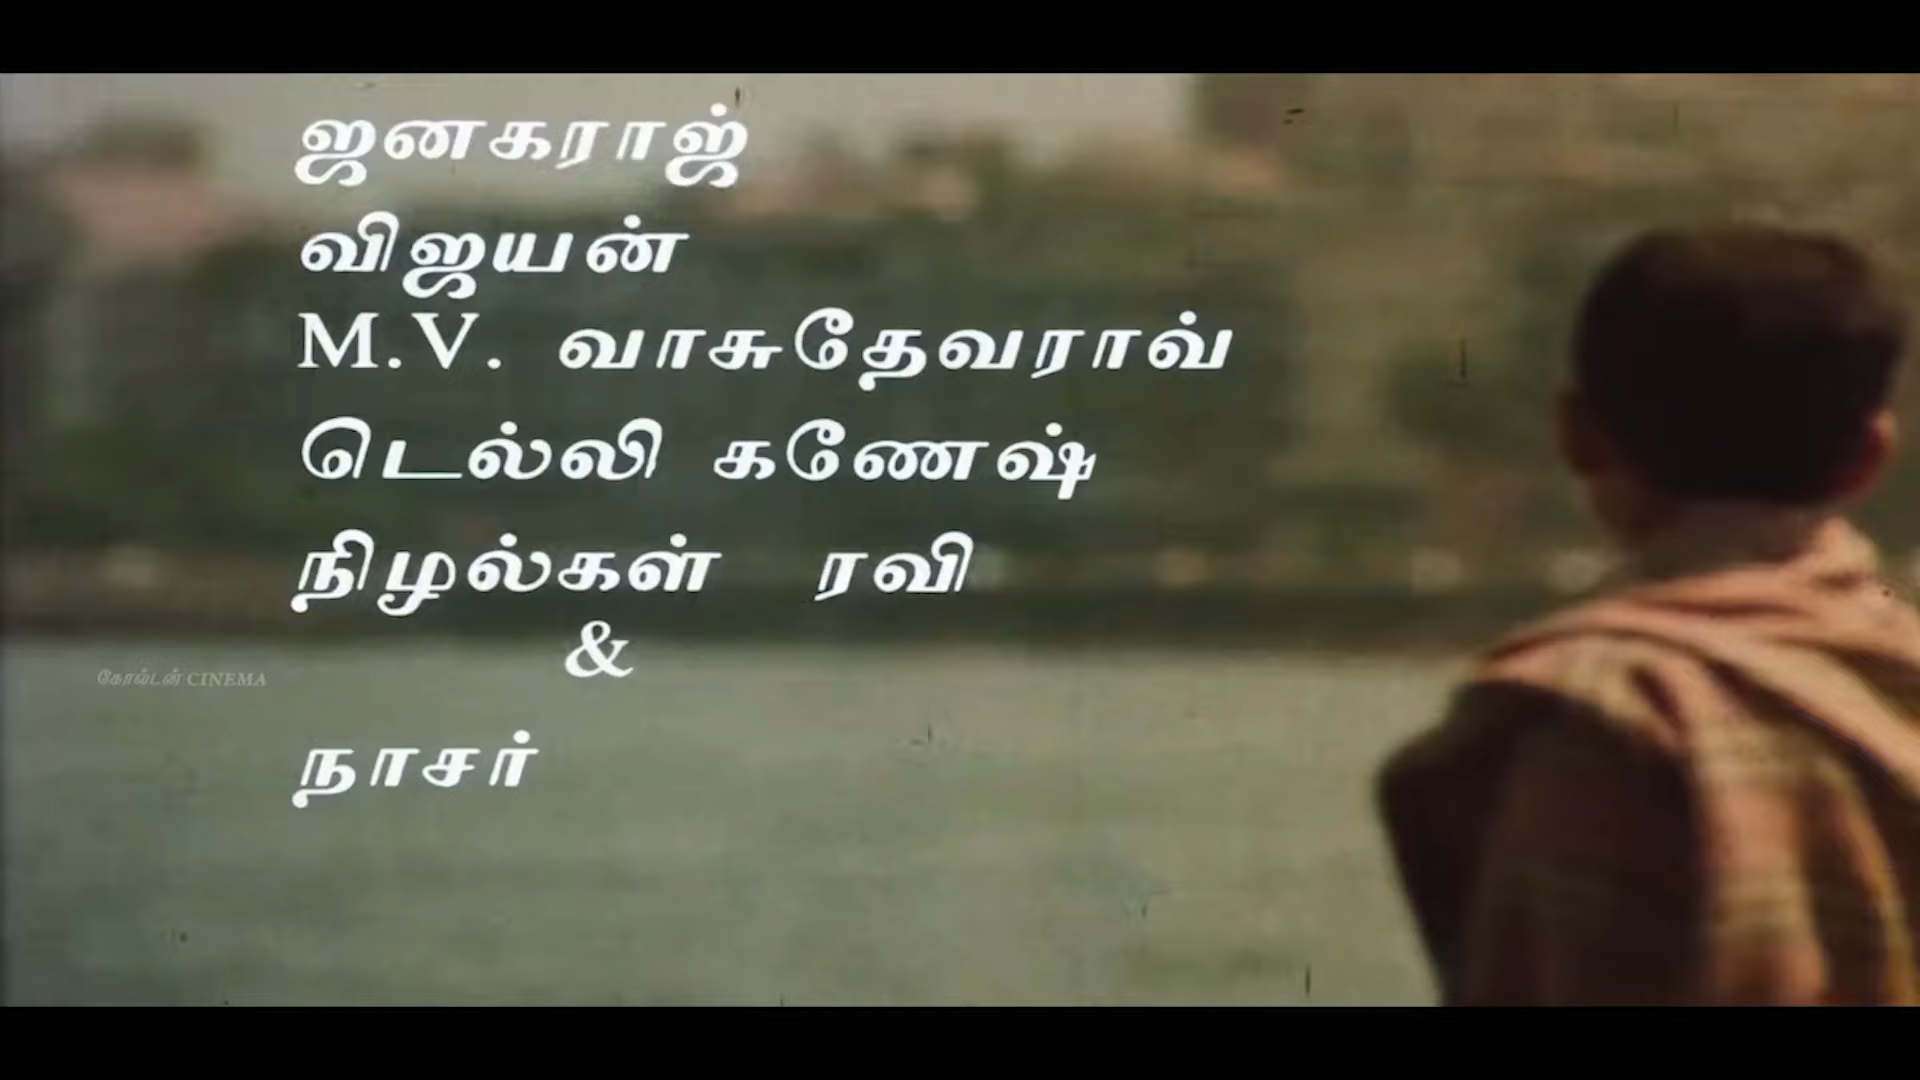 ஜனகராஜ்
விஜயன்
M.V. வாசுதேவராவ்
டெல்லி கணேஷ்
நிழல்கள் ரவி
&
நாசர்
கோல்டன் CINEMA